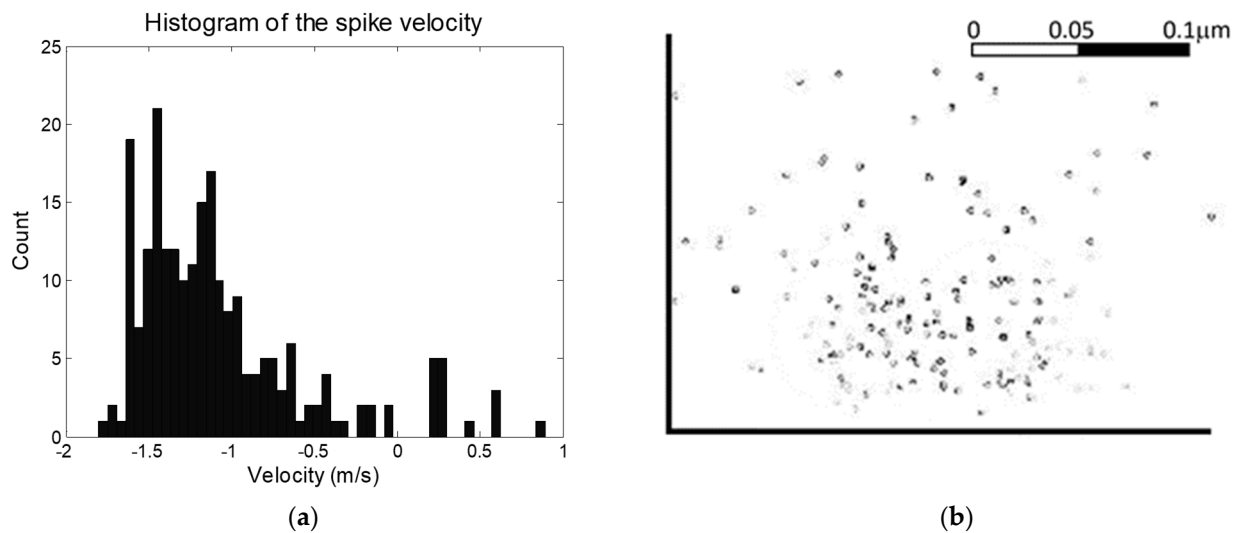 Histogram of the spike velocity
25
20
15
10
5
0
Count
-2 -1.5 -1 -0.5 0 0.5 1
Velocity (m/s)
(a)
0 0.05 0.1μm
(b)